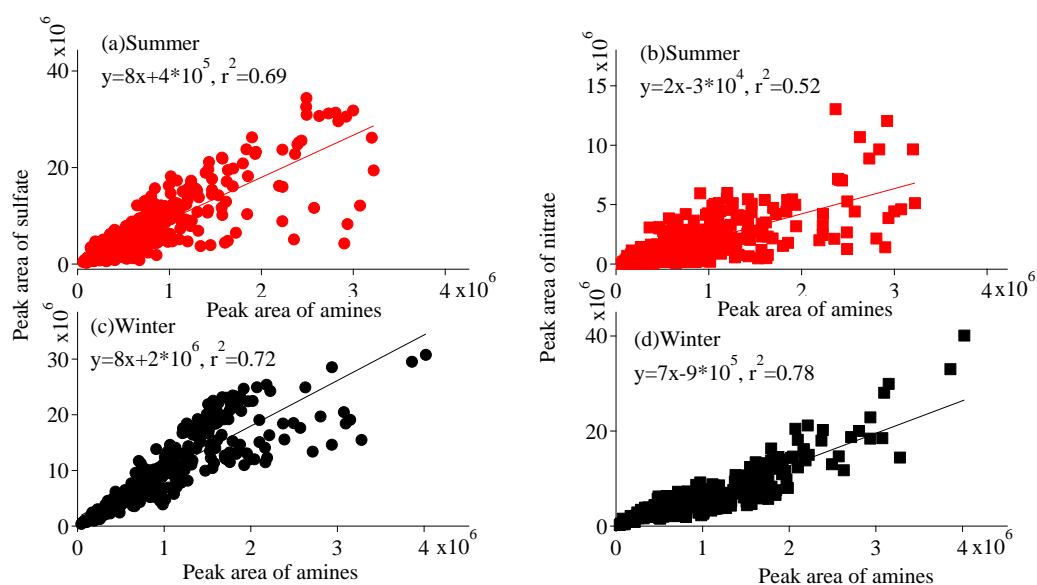 (a)Summer
y=8x+4*10^5, r^2=0.69
x10^6
40
20
0
Peak area of sulfate
0 1 2 3 4 x10^6
Peak area of amines
(b)Summer
y=2x-3*10^4, r^2=0.52
x10^6
15
10
5
0
Peak area of nitrate
0 1 2 3 4 x10^6
Peak area of amines
(c)Winter
y=8x+2*10^6, r^2=0.72
x10^6
30
20
10
0
0 1 2 3 4 x10^6
Peak area of amines
(d)Winter
y=7x-9*10^5, r^2=0.78
x10^6
40
20
0
0 1 2 3 4 x10^6
Peak area of amines